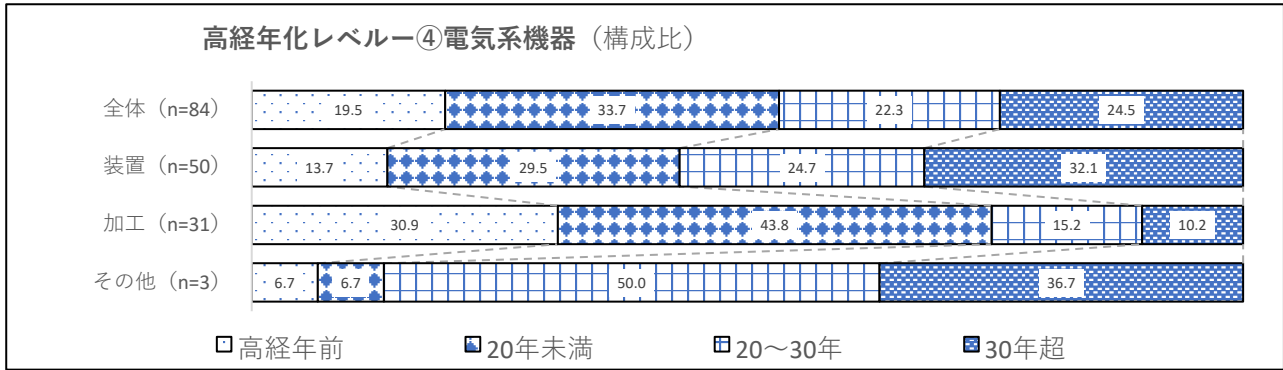 高経年化レベルー④電気系機器（構成比）
全体（n=84） 19.5 33.7 22.3 24.5
装置（n=50） 13.7 29.5 24.7 32.1
加工（n=31） 30.9 43.8 15.2 10.2
その他（n=3） 6.7 6.7 50.0 36.7
高経年前 20年未満 20～30年 30年超